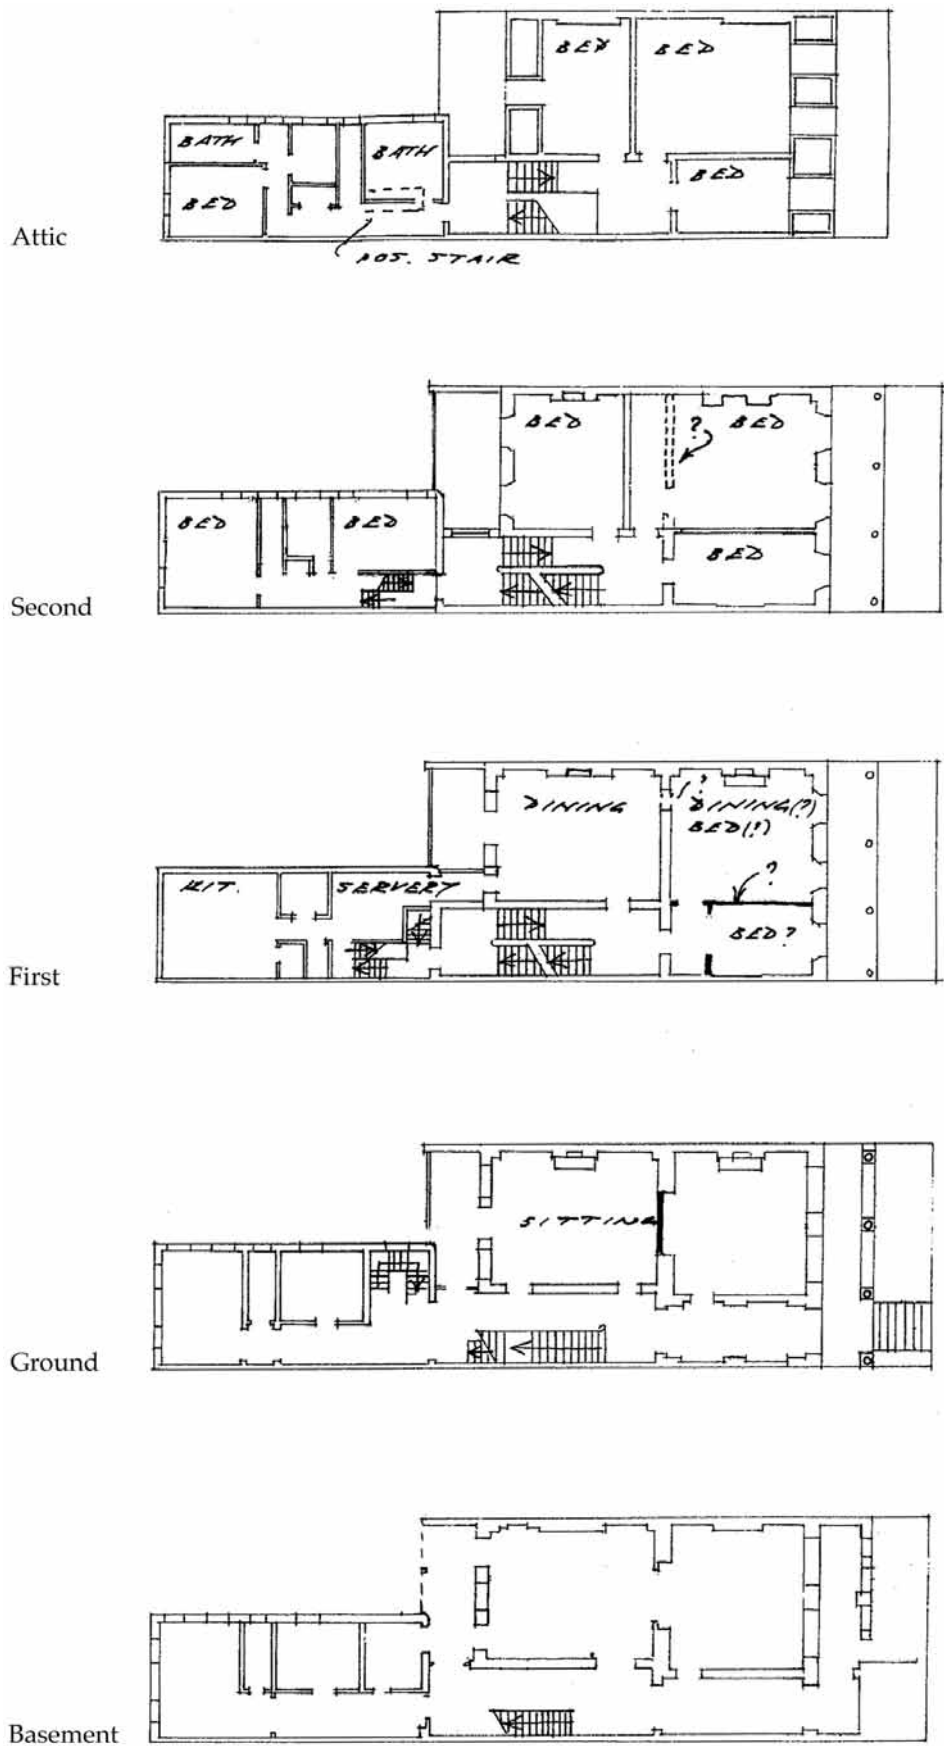 BED
BED
BATH
BATH
BED
BED
Attic
POS. STAIR
BED
?
BED
BED
BED
BED
Second
?
DINING
DINING(?)
BED(?)
KIT.
SERVERY
?
BED?
First
SITTING
Ground
Basement